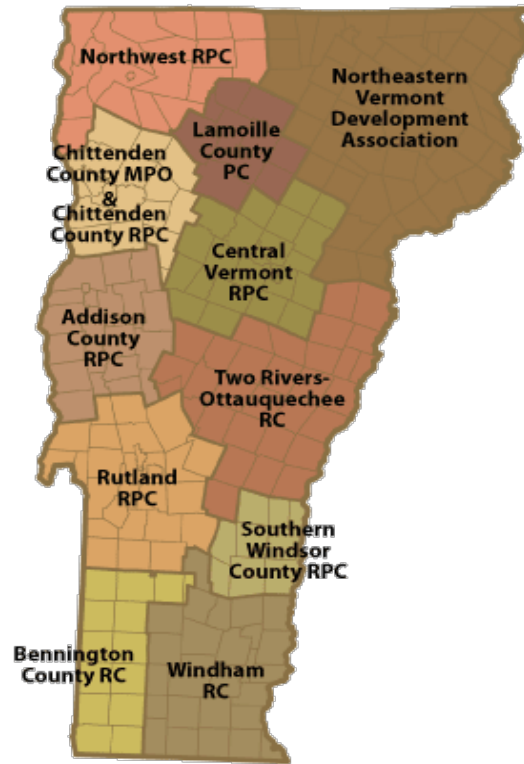 Northwest RPC
Northeastern
Vermont
Development
Association
Lamoille
County
PC
Chittenden
County MPO
&
Chittenden
County RPC
Central
Vermont
RPC
Addison
County
RPC
Two Rivers-
Ottauquechee
RC
Rutland
RPC
Southern
Windsor
County RPC
Bennington
County RC
Windham
RC